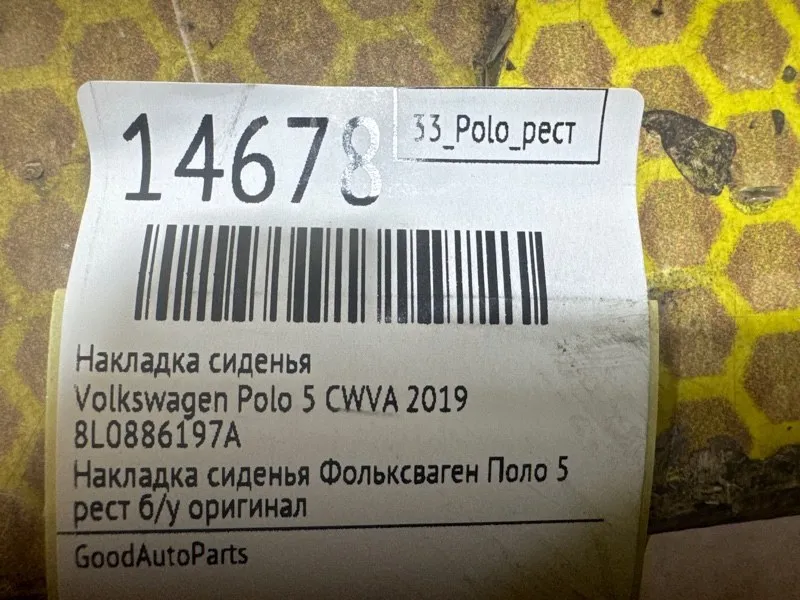 14678
33_Polo_рест
Накладка сиденья
Volkswagen Polo 5 CWVA 2019
8L0886197A
Накладка сиденья Фольксваген Поло 5
рест б/у оригинал
GoodAutoParts